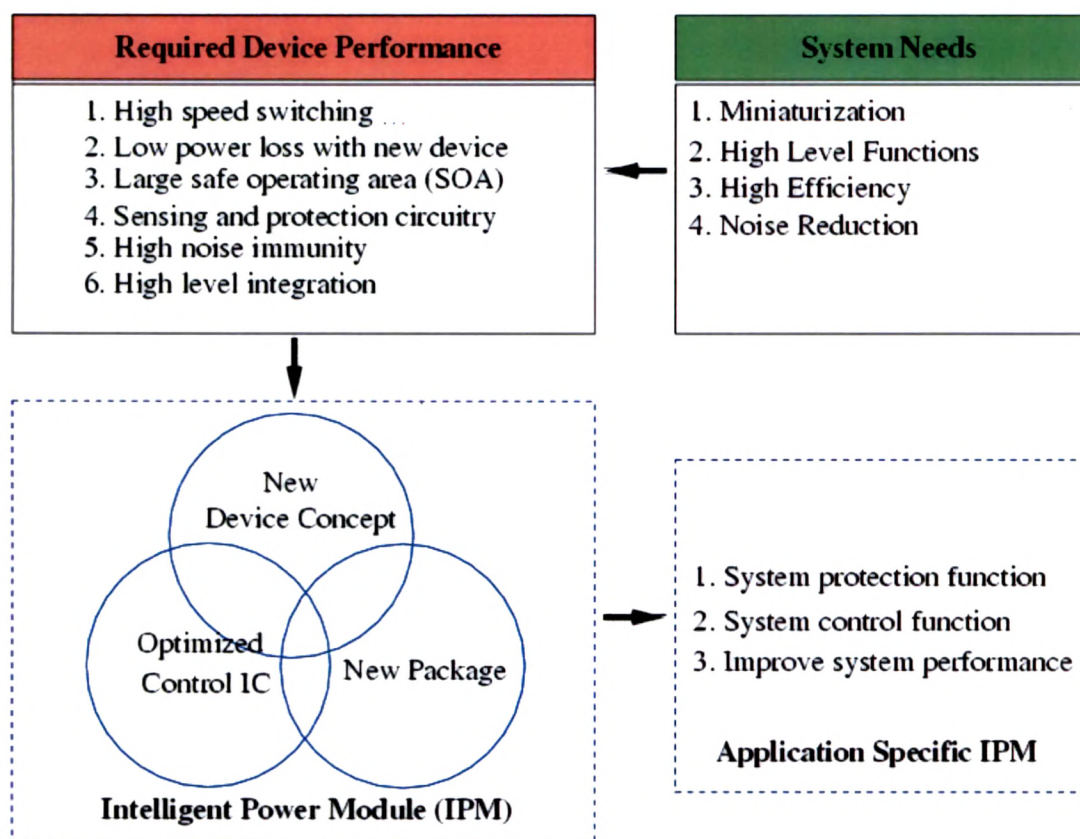 Required Device Performance
1. High speed switching ...
2. Low power loss with new device
3. Large safe operating area (SOA)
4. Sensing and protection circuitry
5. High noise immunity
6. High level integration
System Needs
1. Miniaturization
2. High Level Functions
3. High Efficiency
4. Noise Reduction
New
Device Concept
Optimized
Control IC
New Package
Intelligent Power Module (IPM)
1. System protection function
2. System control function
3. Improve system performance
Application Specific IPM